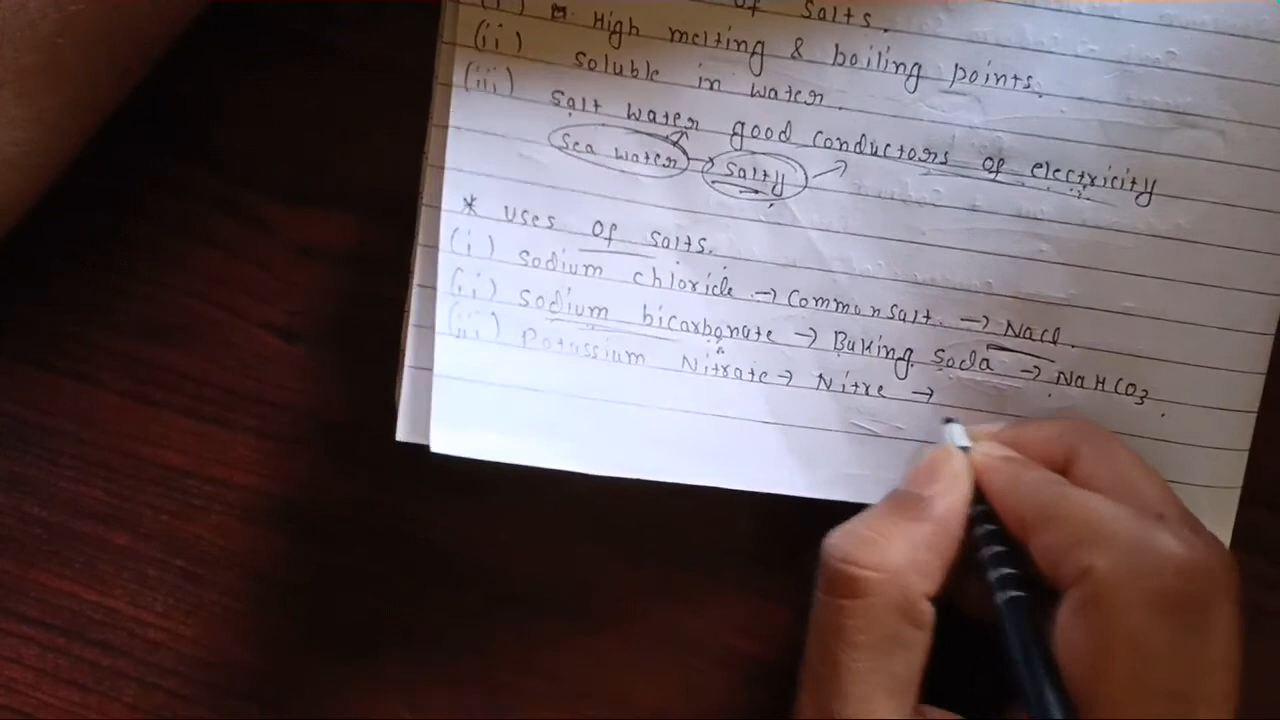 of salts.
(i) High melting & boiling points.
(ii) Soluble in water.
(iii) Salt water good conductors of electricity
Sea water → Salty
* Uses of salts.
(i) Sodium chloride → Common salt. → NaCl.
(ii) Sodium bicarbonate → Baking Soda → NaHCO3.
(iii) Potassium Nitrate → Nitre →